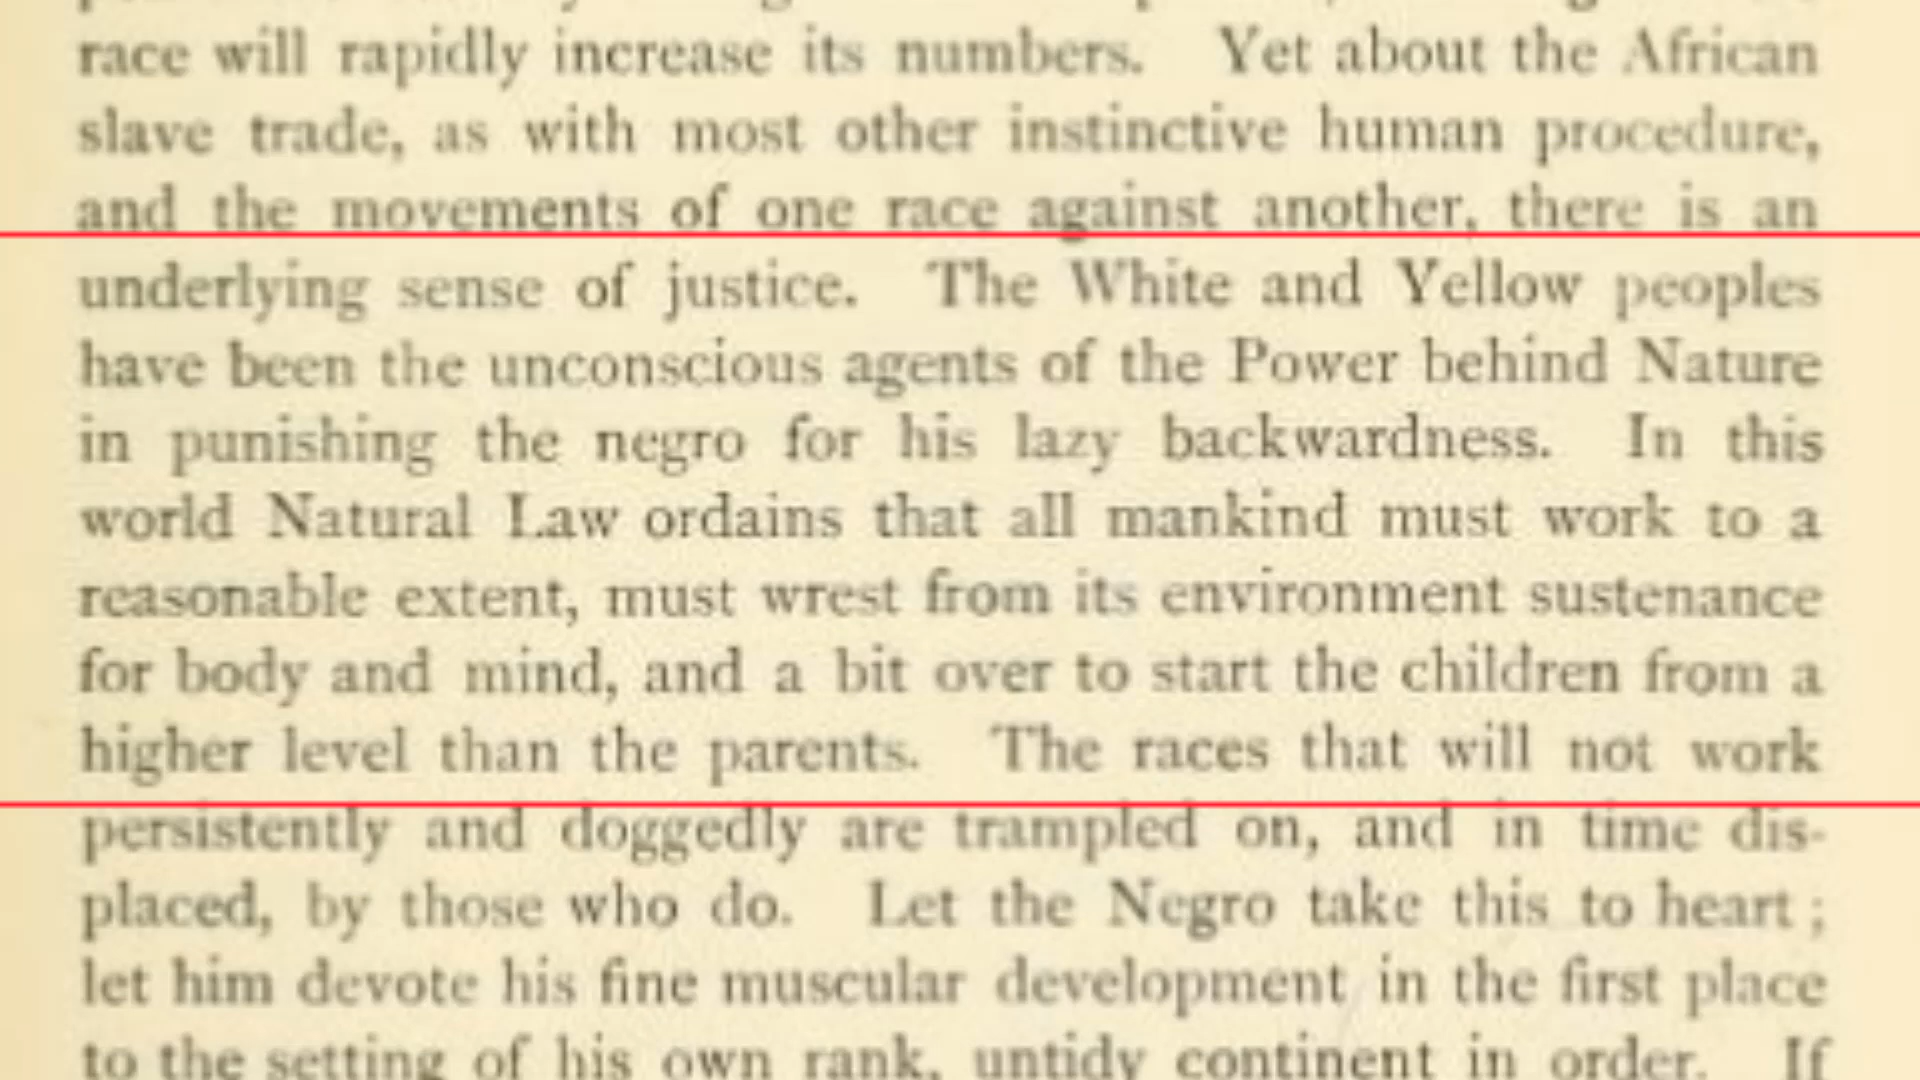 race will rapidly increase its numbers. Yet about the African
slave trade, as with most other instinctive human procedure,
and the movements of one race against another, there is an
underlying sense of justice. The White and Yellow peoples
have been the unconscious agents of the Power behind Nature
in punishing the negro for his lazy backwardness. In this
world Natural Law ordains that all mankind must work to a
reasonable extent, must wrest from its environment sustenance
for body and mind, and a bit over to start the children from a
higher level than the parents. The races that will not work
persistently and doggedly are trampled on, and in time dis-
placed, by those who do. Let the Negro take this to heart ;
let him devote his fine muscular development in the first place
to the setting of his own rank, untidy continent in order. If